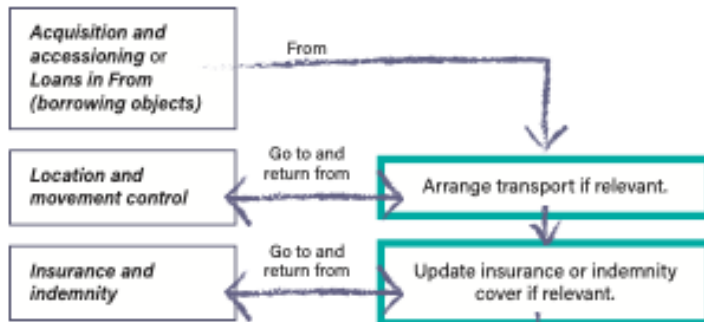 Acquisition and
accessioning or
Loans in From
(borrowing objects)
From
Location and
movement control
Go to and
return from
Arrange transport if relevant.
Insurance and
indemnity
Go to and
return from
Update insurance or indemnity
cover if relevant.